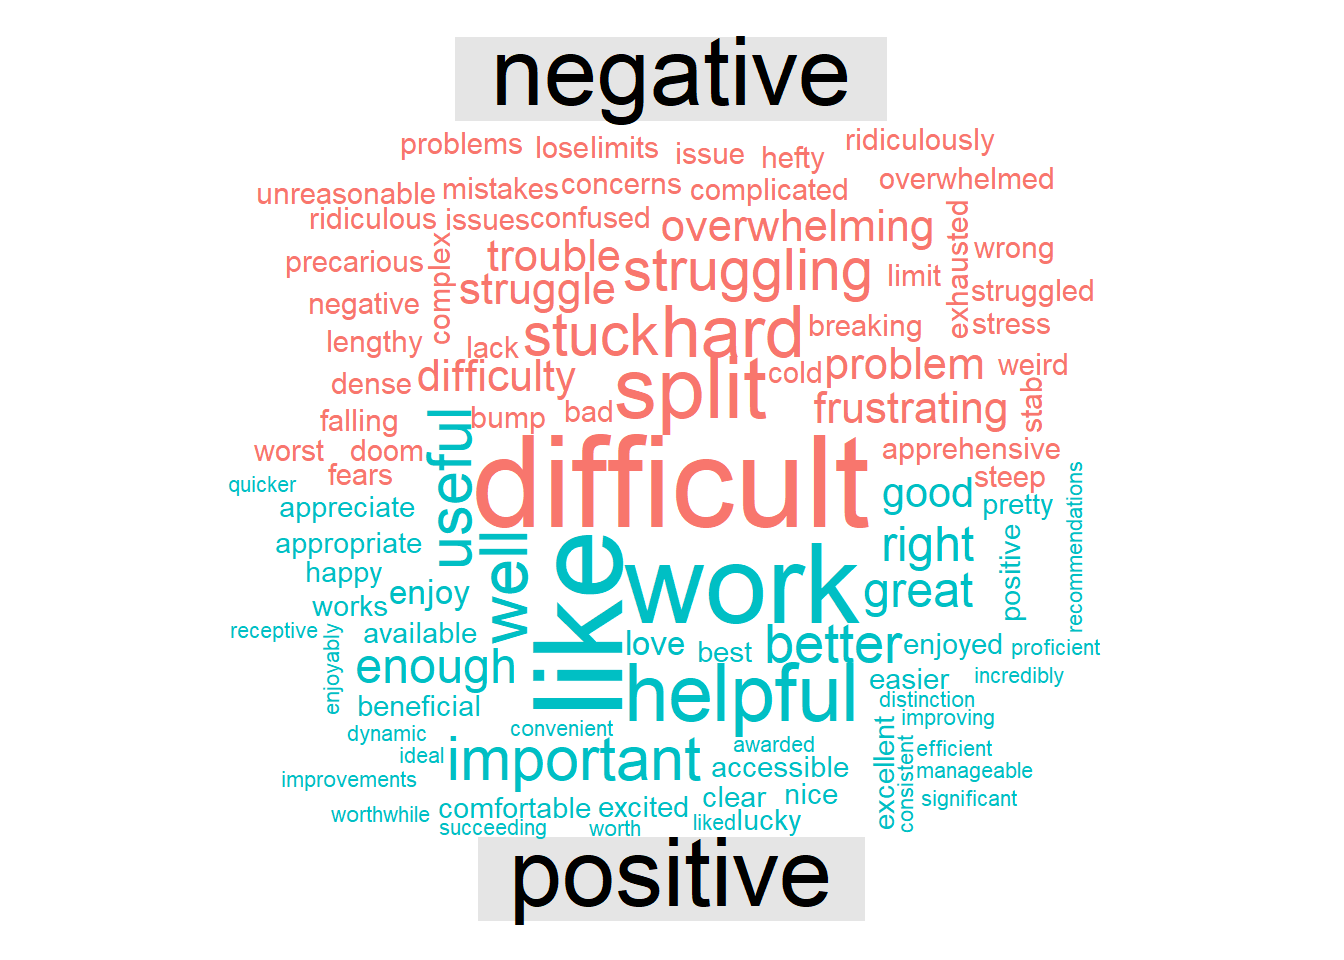 negative
problems loselimits issue hefty ridiculously
unreasonable mistakes concerns complicated overwhelmed
ridiculous issues confused overwhelming exhausted wrong
precarious complex trouble struggling limit struggled
negative struggle stuck hard breaking stress
lengthy lack split cold problem weird
dense difficulty bump bad frustrating stab
falling useful difficult apprehensive
worst doom fears steep
quicker appreciate good pretty recommendations
appropriate well like work right positive
happy works enjoy great
receptive enjoyably available love best better enjoyed proficient
enough helpful easier incredibly
beneficial distinction
dynamic convenient improving
ideal important awarded excellent consistent efficient
improvements accessible manageable
worthwhile comfortable excited clear nice significant
succeeding worth liked lucky
positive